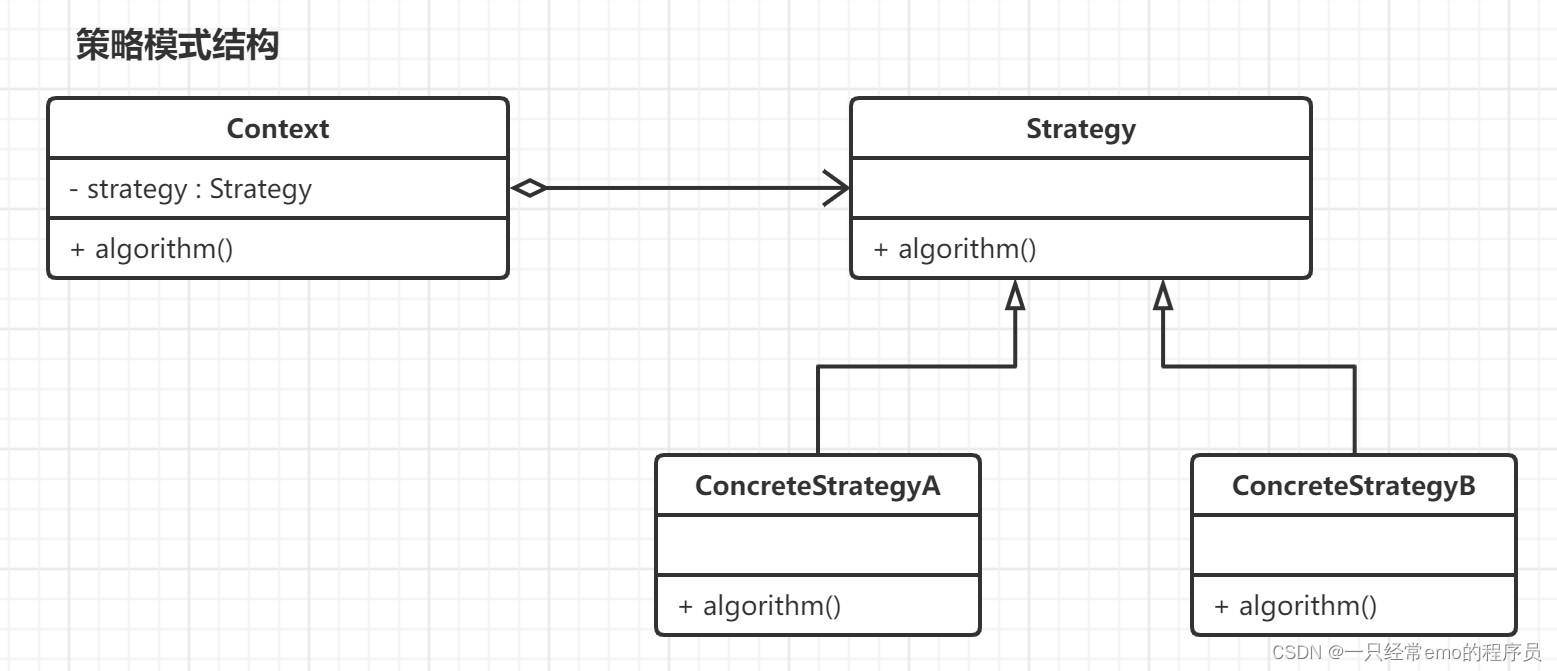 策略模式结构
Context
- strategy : Strategy
+ algorithm()
Strategy
+ algorithm()
ConcreteStrategyA
+ algorithm()
ConcreteStrategyB
+ algorithm()
CSDN @一只经常emo的程序员